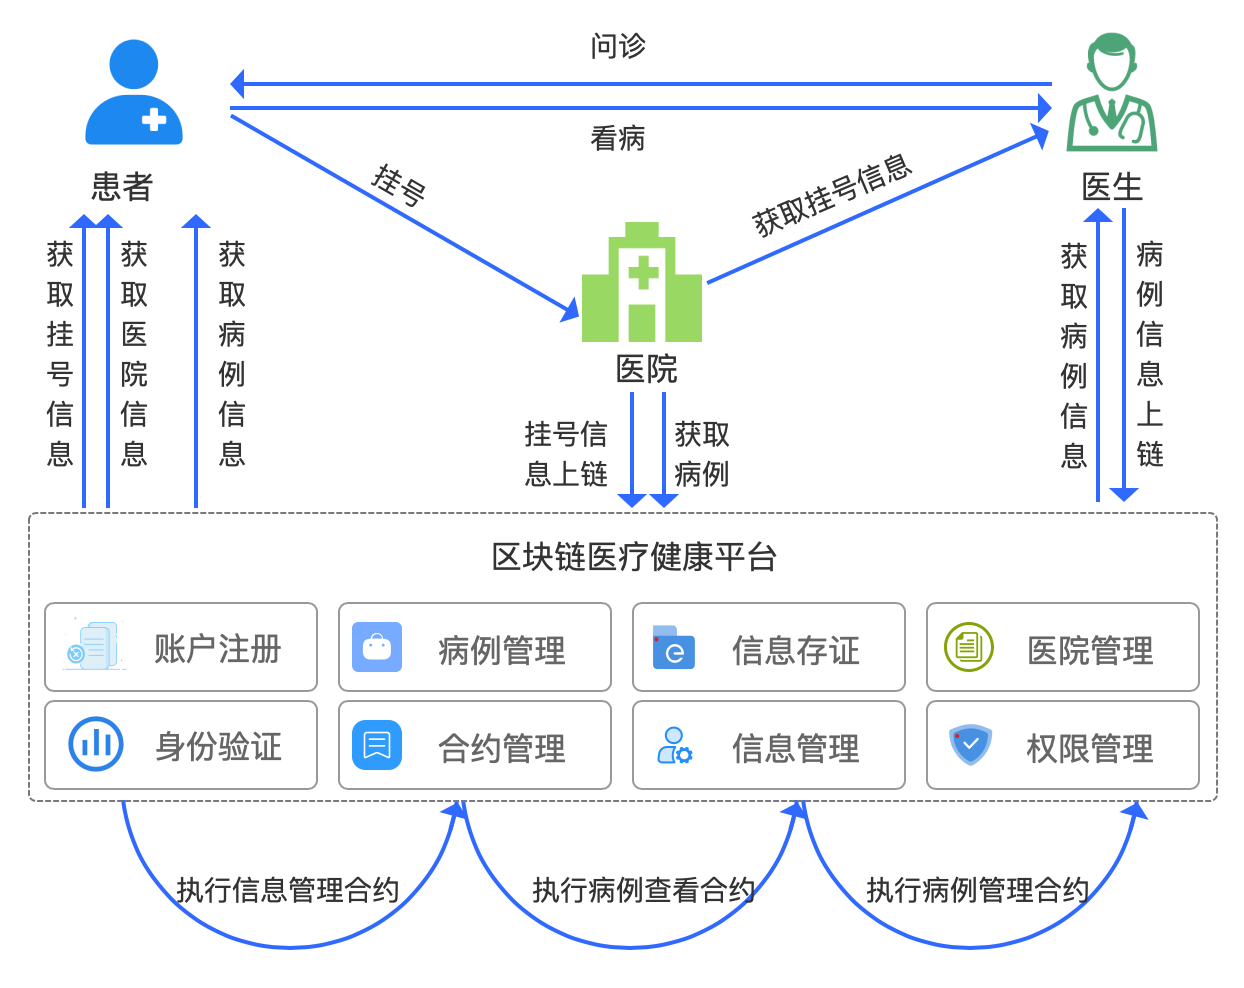 问诊
看病
患者
医生
挂号
获取挂号信息
获取挂号信息
获取医院信息
获取病例信息
医院
挂号信
息上链
获取
病例
获取病例信息
病例信息上链
区块链医疗健康平台
账户注册
病例管理
信息存证
医院管理
身份验证
合约管理
信息管理
权限管理
执行信息管理合约
执行病例查看合约
执行病例管理合约